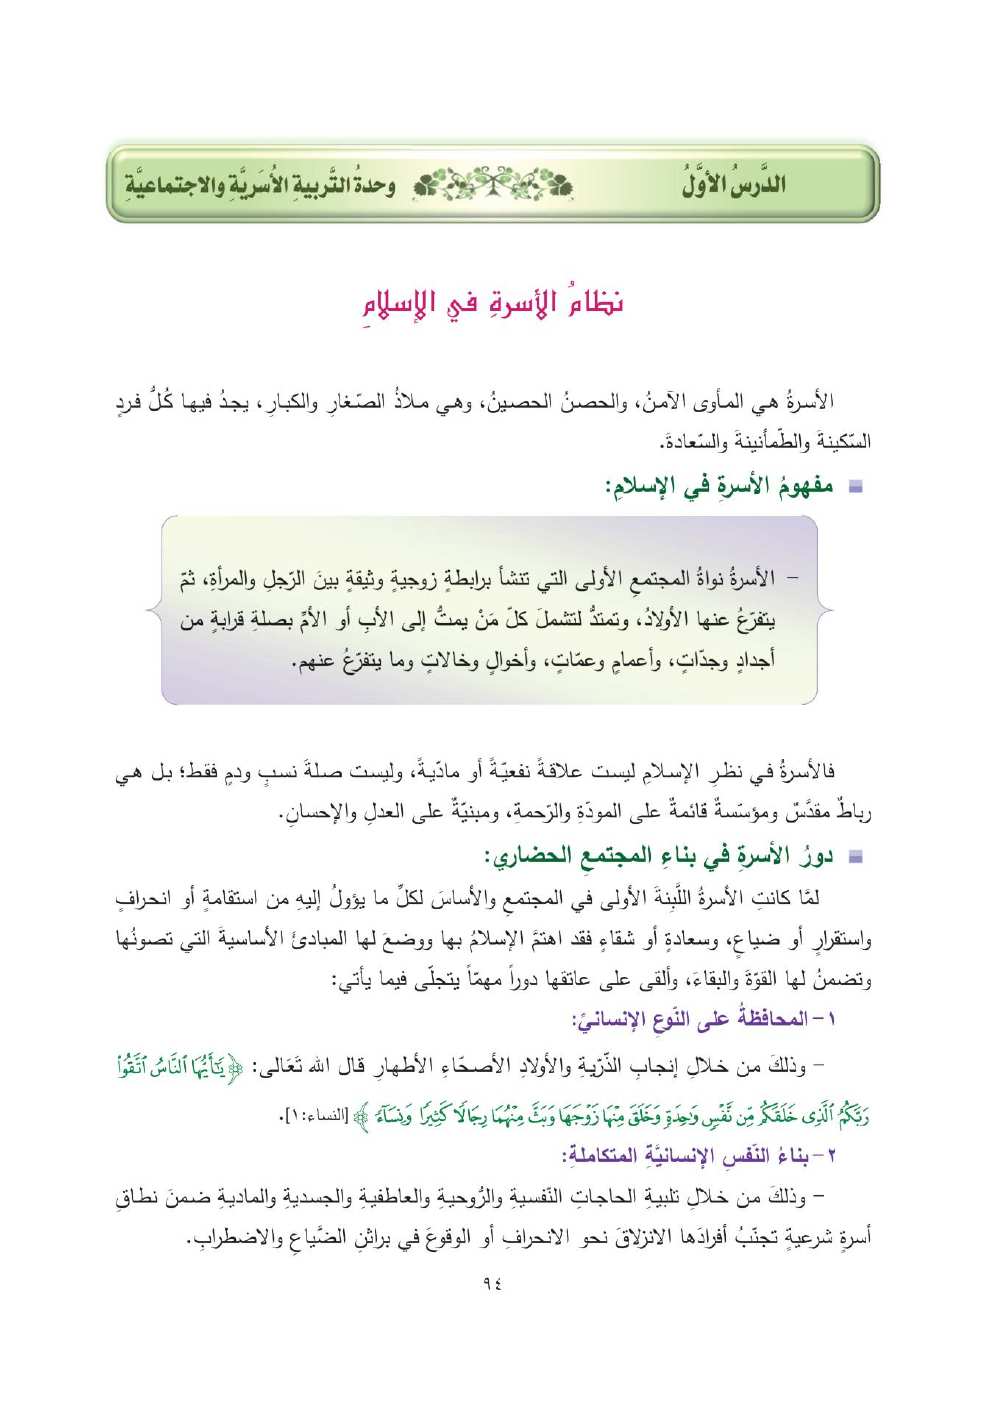 الدَّرسُ الأوَّلُ
وحدةُ التَّربيةِ الأُسَريَّةِ والاجتماعيَّةِ
نظامُ الأُسرةِ في الإسلامِ
الأسرةُ هي المأوى الآمنُ، والحصنُ الحصينُ، وهي ملاذُ الصّغارِ والكبارِ، يجدُ فيها كُلُّ فردٍ
السّكينةَ والطّمأنينةَ والسّعادةَ.
مفهومُ الأسرةِ في الإسلامِ:
– الأسرةُ نواةُ المجتمعِ الأولى التي تنشأ برابطةٍ زوجيةٍ وثيقةٍ بينَ الرّجلِ والمرأةِ، ثمّ
يتفرّعُ عنها الأولادُ، وتمتدُّ لتشملَ كلّ مَنْ يمتُّ إلى الأبِ أو الأمِّ بصلةِ قرابةٍ من
أجدادٍ وجدّاتٍ، وأعمامٍ وعمّاتٍ، وأخوالٍ وخالاتٍ وما يتفرّعُ عنهم.
فالأسرةُ في نظرِ الإسلامِ ليست علاقةً نفعيّةً أو مادّيةً، وليست صلةَ نسبٍ ودمٍ فقط؛ بل هي
رباطٌ مقدَّسٌ ومؤسّسةٌ قائمةٌ على المودّةِ والرّحمةِ، ومبنيّةٌ على العدلِ والإحسانِ.
دورُ الأسرةِ في بناءِ المجتمعِ الحضاري:
لمَّا كانتِ الأسرةُ اللَّبِنةَ الأولى في المجتمعِ والأساسَ لكلِّ ما يؤولُ إليهِ من استقامةٍ أو انحرافٍ
واستقرارٍ أو ضياعٍ، وسعادةٍ أو شقاءٍ فقد اهتمَّ الإسلامُ بها ووضعَ لها المبادئَ الأساسيةَ التي تصونُها
وتضمنُ لها القوّةَ والبقاءَ، وألقى على عاتقها دوراً مهمّاً يتجلّى فيما يأتي:
١– المحافظةُ على النّوعِ الإنسانيِّ:
– وذلكَ من خلالِ إنجابِ الذّرّيةِ والأولادِ الأصحّاءِ الأطهارِ قال الله تَعَالى: ﴿يَٰٓأَيُّهَا ٱلنَّاسُ ٱتَّقُوا۟
رَبَّكُمُ ٱلَّذِى خَلَقَكُم مِّن نَّفْسٍ وَٰحِدَةٍ وَخَلَقَ مِنْهَا زَوْجَهَا وَبَثَّ مِنْهُمَا رِجَالًا كَثِيرًا وَنِسَآءً ﴾ [النساء:١].
٢– بناءُ النّفسِ الإنسانيَّةِ المتكاملةِ:
– وذلكَ من خلالِ تلبيةِ الحاجاتِ النّفسيةِ والرُّوحيةِ والعاطفيةِ والجسديةِ والماديةِ ضمنَ نطاقِ
أسرةٍ شرعيةٍ تجنّبُ أفرادَها الانزلاقَ نحو الانحرافِ أو الوقوعَ في براثنِ الضَّياعِ والاضطرابِ.
٩٤